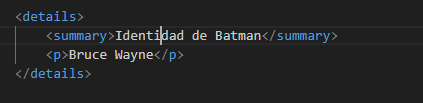 <details>
<summary>Identidad de Batman</summary>
<p>Bruce Wayne</p>
</details>